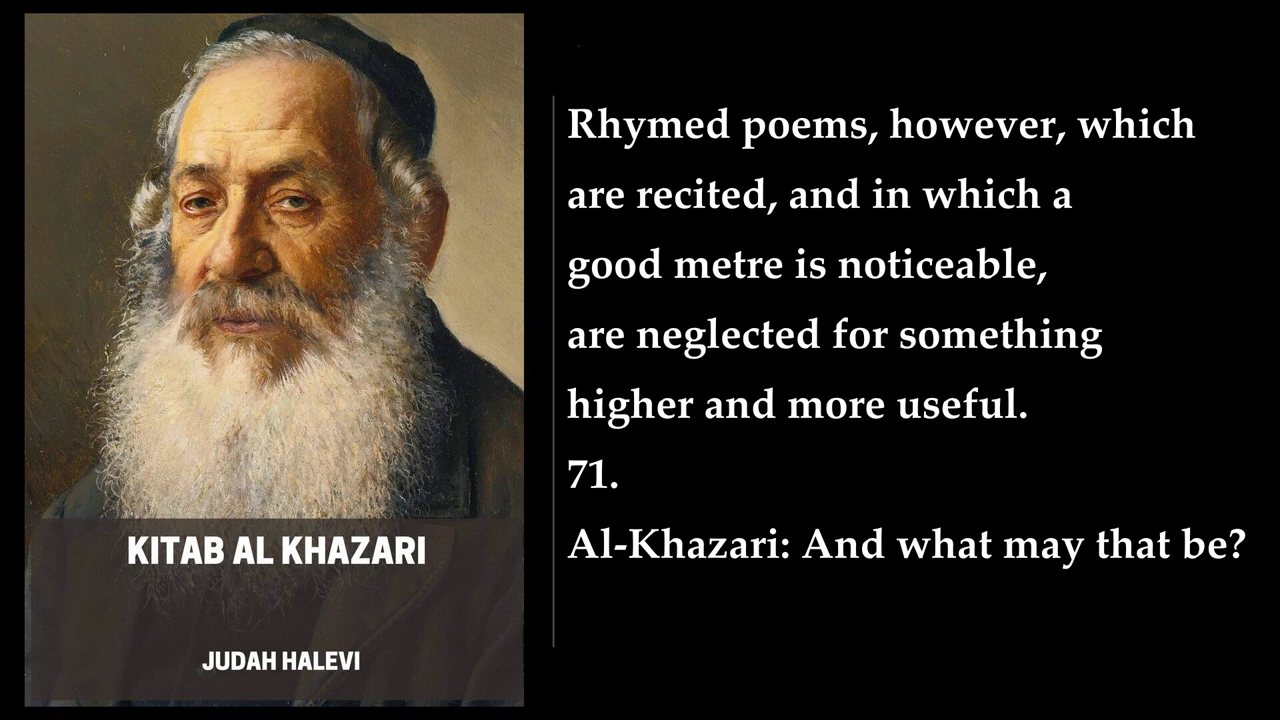 KITAB AL KHAZARI
JUDAH HALEVI
Rhymed poems, however, which
are recited, and in which a
good metre is noticeable,
are neglected for something
higher and more useful.
71.
Al-Khazari: And what may that be?